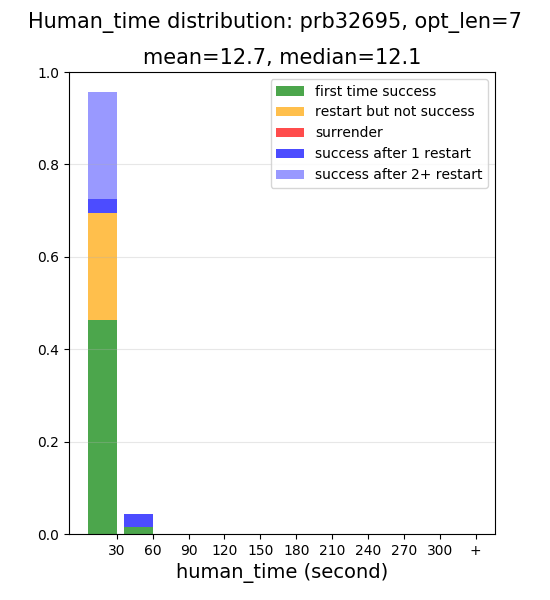 Human_time distribution: prb32695, opt_len=7
mean=12.7, median=12.1
1.0
0.8
0.6
0.4
0.2
0.0
first time success
restart but not success
surrender
success after 1 restart
success after 2+ restart
30 60 90 120 150 180 210 240 270 300 +
human_time (second)